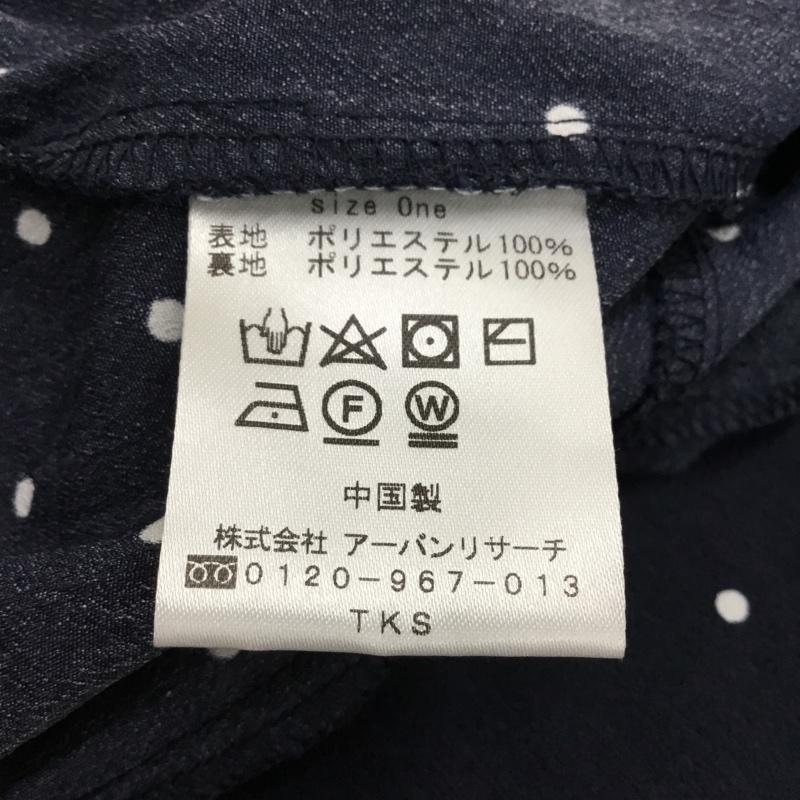 size One
表地 ポリエステル100%
裏地 ポリエステル100%
F W
中国製
株式会社 アーバンリサーチ
0120-967-013
TKS